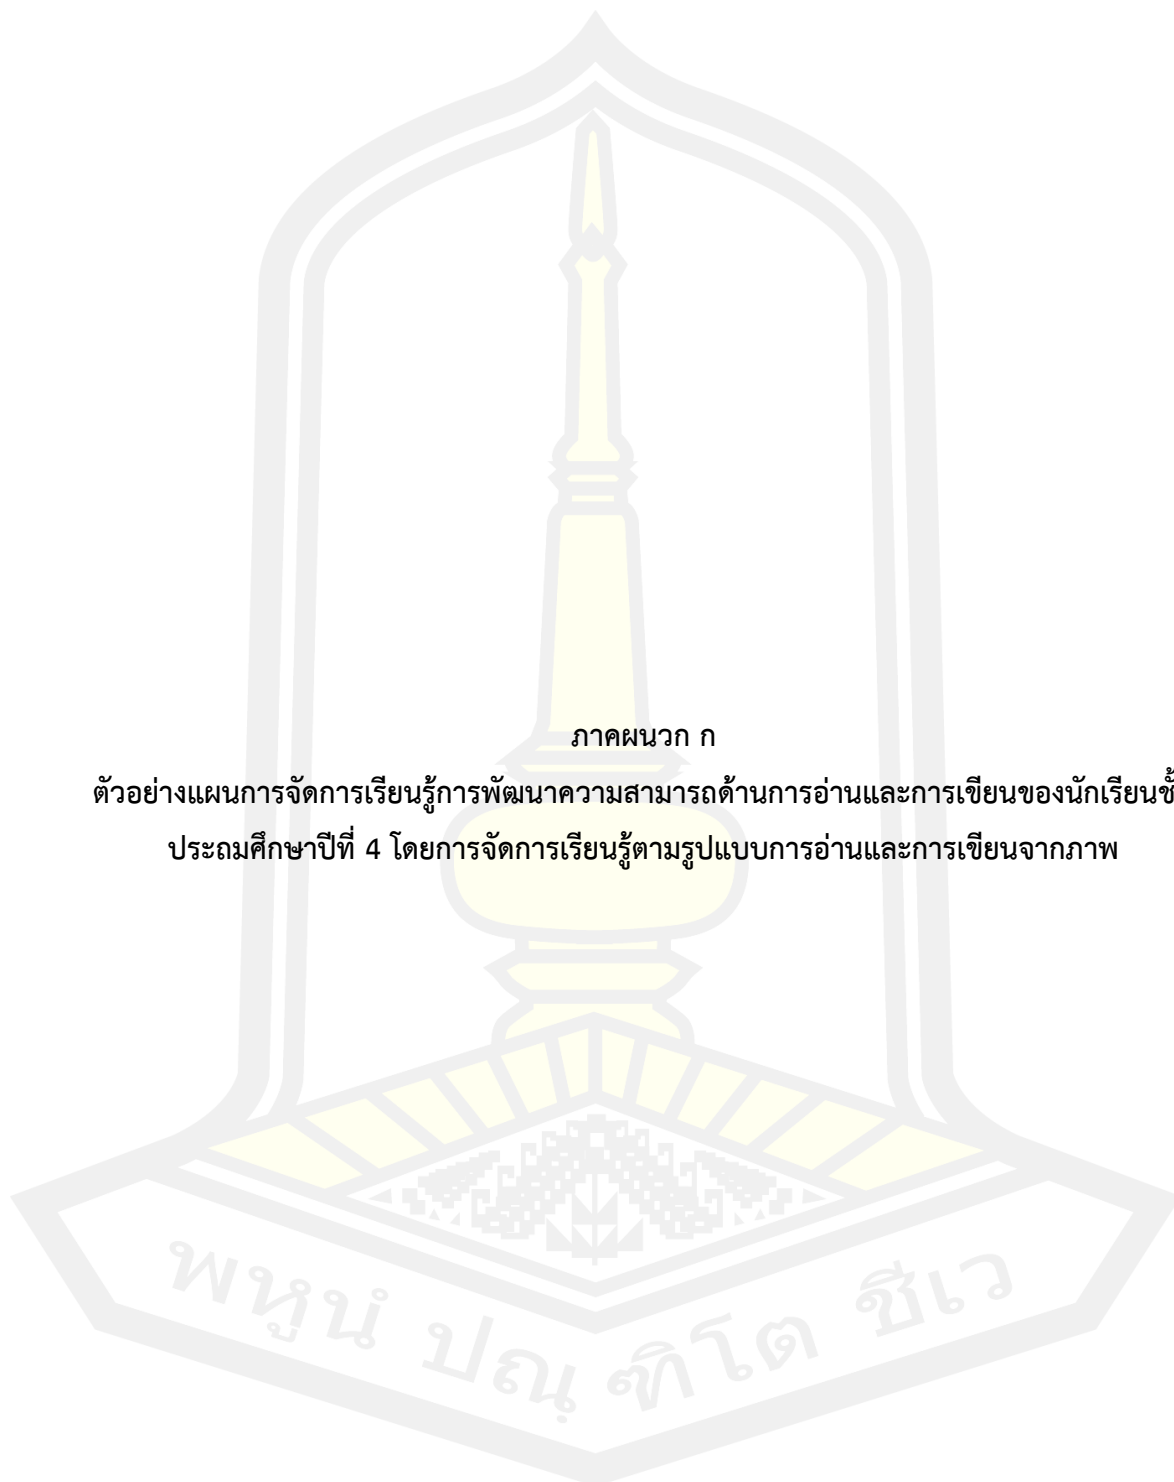 ภาคผนวก ก
ตัวอย่างแผนการจัดการเรียนรู้การพัฒนาความสามารถด้านการอ่านและการเขียนของนักเรียนชั้
ประถมศึกษาปีที่ 4 โดยการจัดการเรียนรู้ตามรูปแบบการอ่านและการเขียนจากภาพ
พหูนํ ปณฺฑิโต ชีเว